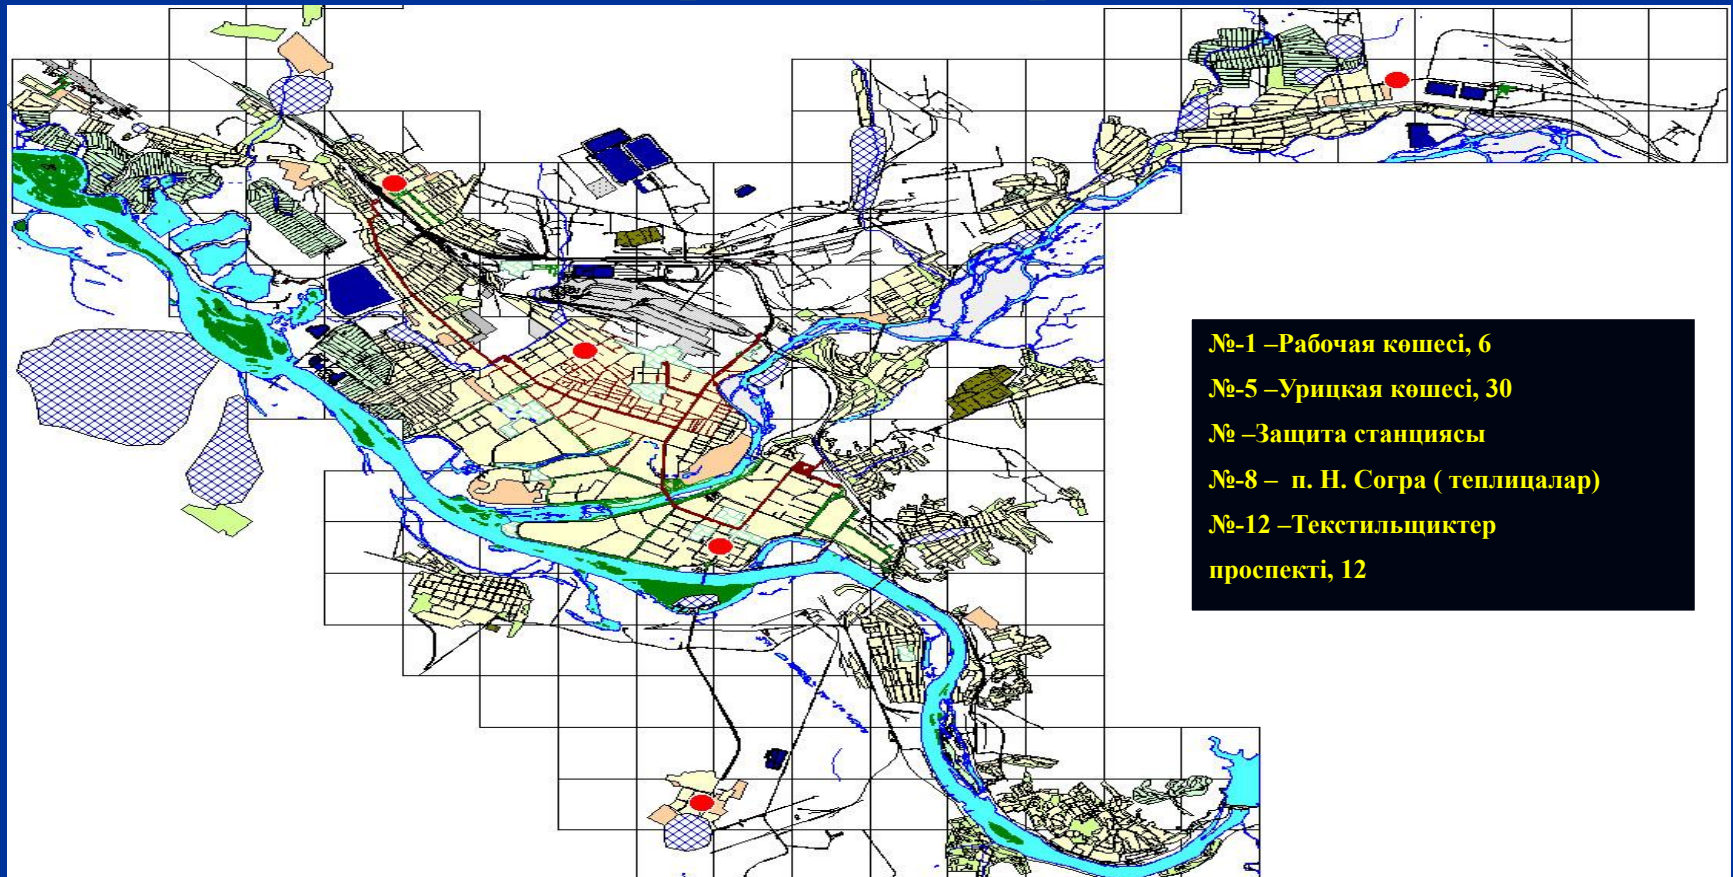 №-1 –Рабочая көшесі, 6
№-5 –Урицкая көшесі, 30
№ –Защита станциясы
№-8 – п. Н. Согра ( теплицалар)
№-12 –Текстильщиктер
проспекті, 12